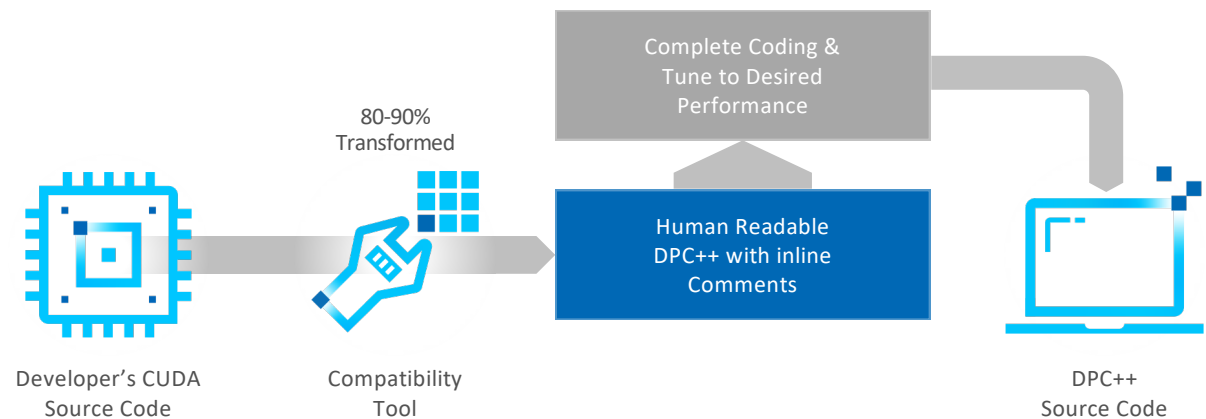 Complete Coding &
Tune to Desired
Performance
80-90%
Transformed
Human Readable
DPC++ with inline
Comments
Developer’s CUDA
Source Code
Compatibility
Tool
DPC++
Source Code